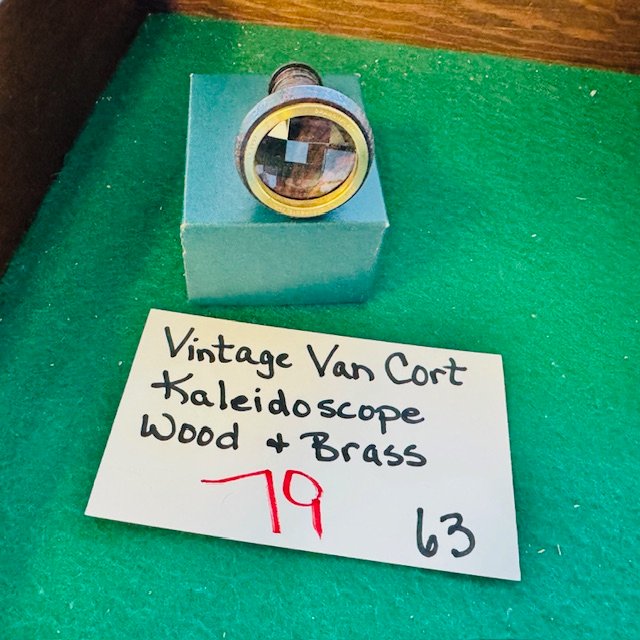 Vintage Van Cort
Kaleidoscope
Wood + Brass
79
63